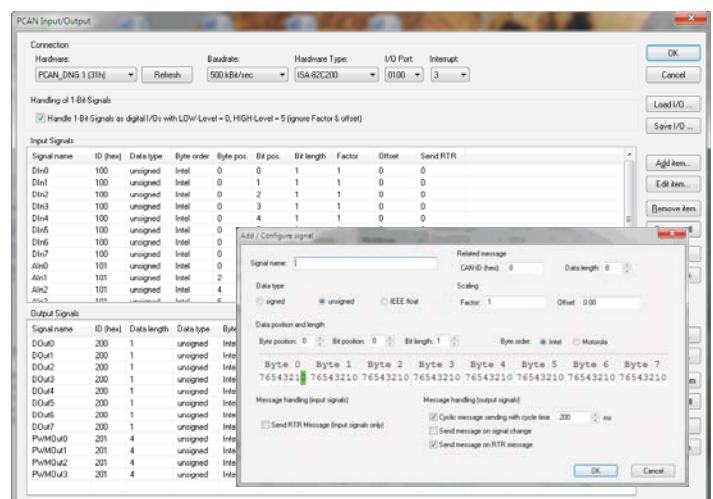 PCAN Input/Output
Connection
Hardware: Baudrate: Hardware Type: I/O Port: Interrupt:
PCAN_DNG 1 (31h) Refresh 500 kBit/sec ISA-82C200 0100 3
OK
Cancel
Handling of 1-Bit Signals
Handle 1-Bit-Signals as digital I/Os with LOW-Level = 0, HIGH-Level = 5 (ignore Factor & offset)
Load I/O ...
Save I/O ...
Input Signals
Signal name ID (hex) Data type Byte order Byte pos. Bit pos. Bit length Factor Offset Send RTR
DIn0 100 unsigned Intel 0 0 1 1 0 0
DIn1 100 unsigned Intel 0 1 1 1 0 0
DIn2 100 unsigned Intel 0 2 1 1 0 0
DIn3 100 unsigned Intel 0 3 1 1 0 0
DIn4 100 unsigned Intel 0 4 1 1 0 0
DIn5 100 unsigned Intel 0
DIn6 100 unsigned Intel 0
DIn7 100 unsigned Intel 0
AIn0 101 unsigned Intel 0
AIn1 101 unsigned Intel 2
AIn2 101 unsigned Intel 4
Add item...
Edit item...
Remove item
Output Signals
Signal name ID (hex) Data length Data type Byte
DOut0 200 1 unsigned Inte
DOut1 200 1 unsigned Inte
DOut2 200 1 unsigned Inte
DOut3 200 1 unsigned Inte
DOut4 200 1 unsigned Inte
DOut5 200 1 unsigned Inte
DOut6 200 1 unsigned Inte
DOut7 200 1 unsigned Inte
PWMOut0 201 4 unsigned Inte
PWMOut1 201 4 unsigned Inte
PWMOut2 201 4 unsigned Inte
PWMOut3 201 4 unsigned Inte
Add / Configure signal
Signal name:
Related message
CAN-ID (hex): 0 Data length: 8
Data type
signed unsigned IEEE float
Scaling
Factor: 1 Offset: 0.00
Data position and length
Byte position: 0 Bit position: 0 Bit length: 1 Byte order: Intel Motorola
Byte 0 Byte 1 Byte 2 Byte 3 Byte 4 Byte 5 Byte 6 Byte 7
76543210 76543210 76543210 76543210 76543210 76543210 76543210 76543210
Message handling (input signals)
Send RTR Message (Input signals only)
Message handling (output signals)
Cyclic message sending with cycle time 200 ms
Send message on signal change
Send message on RTR message
OK Cancel